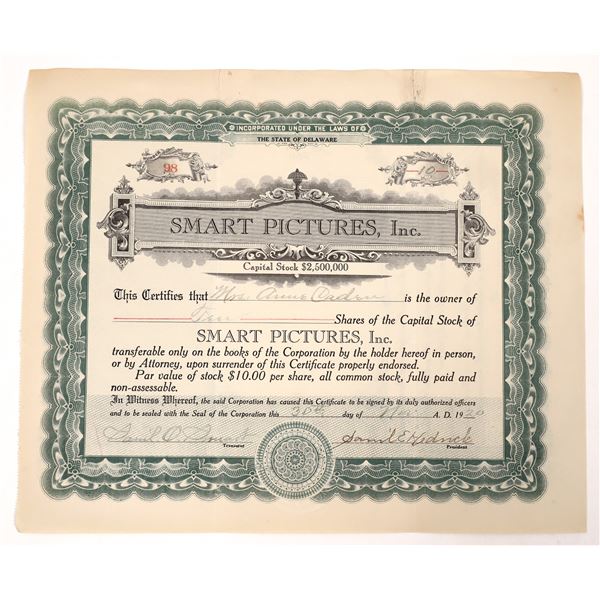 INCORPORATED UNDER THE LAWS OF
THE STATE OF DELAWARE
98
10
SMART PICTURES, Inc.
Capital Stock $2,500,000
This Certifies that Mrs. Anne is the owner of
Ten Shares of the Capital Stock of
SMART PICTURES, Inc.
transferable only on the books of the Corporation by the holder hereof in person,
or by Attorney, upon surrender of this Certificate properly endorsed.
Par value of stock $10.00 per share, all common stock, fully paid and
non-assessable.
In Witness Whereof, the said Corporation has caused this Certificate to be signed by its duly authorized officers
and to be sealed with the Seal of the Corporation this 30th day of A. D. 1920
Treasurer
Samil E. Hedrick
President